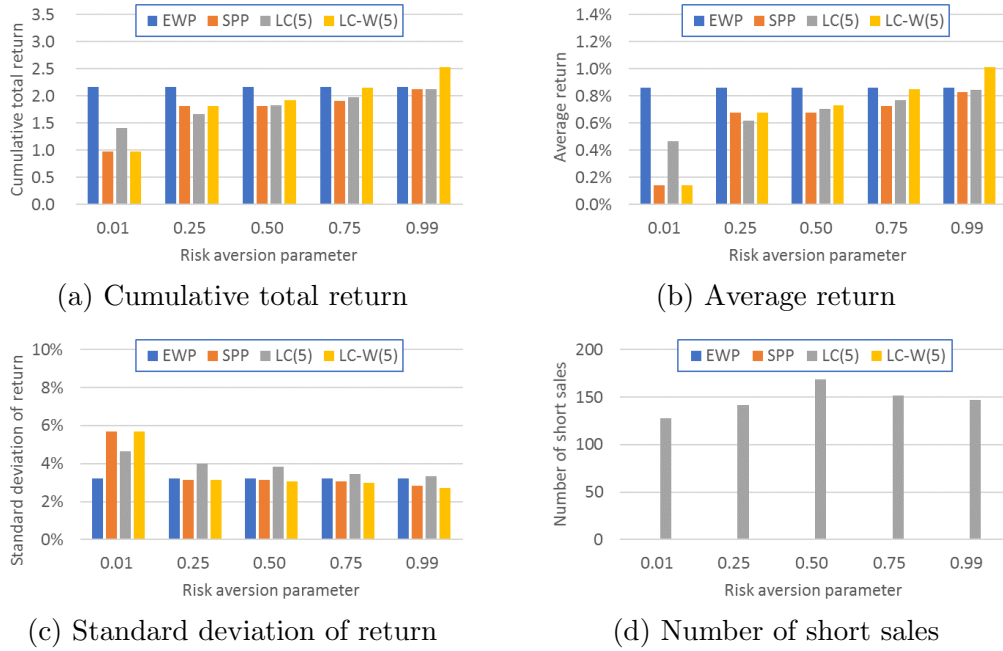 3.5
3.0
2.5
2.0
1.5
1.0
0.5
0.0
Cumulative total return
EWP SPP LC(5) LC-W(5)
0.01 0.25 0.50 0.75 0.99
Risk aversion parameter
(a) Cumulative total return
1.4%
1.2%
1.0%
0.8%
0.6%
0.4%
0.2%
0.0%
Average return
EWP SPP LC(5) LC-W(5)
0.01 0.25 0.50 0.75 0.99
Risk aversion parameter
(b) Average return
10%
8%
6%
4%
2%
0%
Standard deviation of return
EWP SPP LC(5) LC-W(5)
0.01 0.25 0.50 0.75 0.99
Risk aversion parameter
(c) Standard deviation of return
200
150
100
50
0
Number of short sales
EWP SPP LC(5) LC-W(5)
0.01 0.25 0.50 0.75 0.99
Risk aversion parameter
(d) Number of short sales